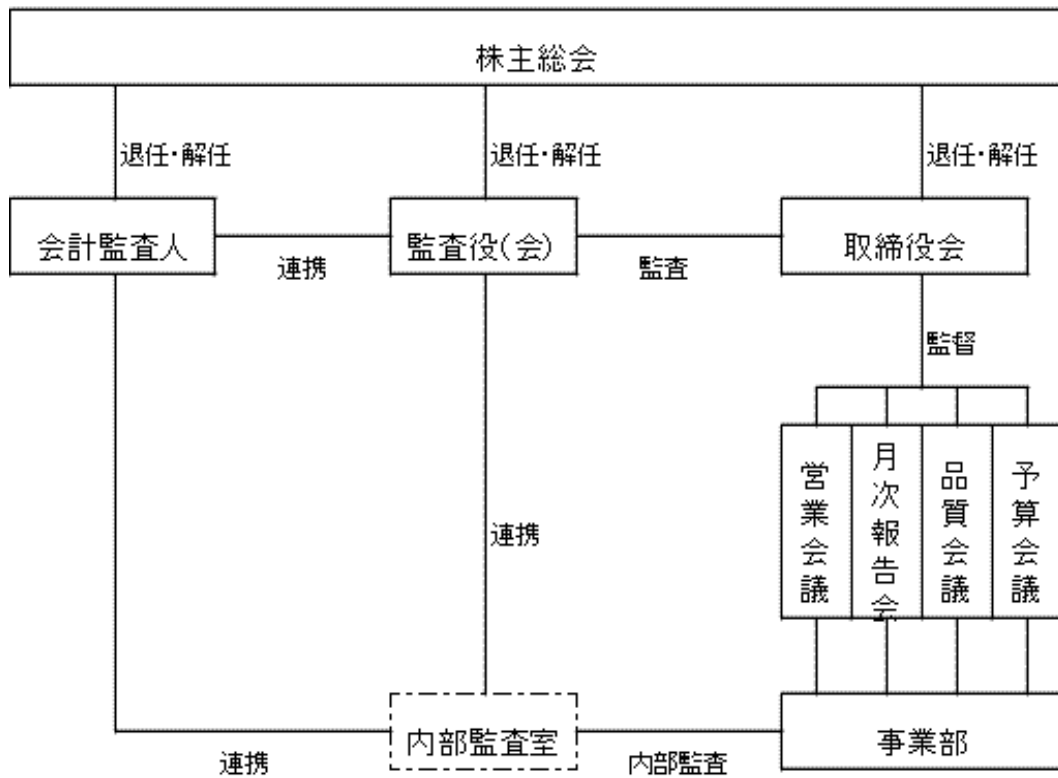 株主総会
退任・解任
退任・解任
退任・解任
会計監査人
連携
監査役(会)
監査
取締役会
監督
営業会議
月次報告会
品質会議
予算会議
連携
連携
内部監査室
内部監査
事業部